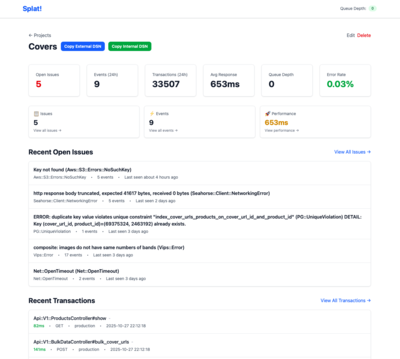 Splat!
Queue Depth 0
← Projects
Edit Delete
Covers Copy External DSN Copy Internal DSN
Open Issues
5
Events (24h)
9
Transactions (24h)
33507
Avg Response
653ms
Queue Depth
0
Error Rate
0.03%
Issues
5
View all issues →
Events
9
View all events →
Performance
653ms
View performance →
Recent Open Issues
View All Issues →
Key not found (Aws::S3::Errors::NoSuchKey)
Aws::S3::Errors::NoSuchKey • 5 events • Last seen about 4 hours ago
http response body truncated, expected 41617 bytes, received 0 bytes (Seahorse::Client::NetworkingError)
Seahorse::Client::NetworkingError • 5 events • Last seen 2 days ago
ERROR: duplicate key value violates unique constraint "index_cover_urls_products_on_cover_url_id_and_product_id" (PG::UniqueViolation) DETAIL:
Key (cover_url_id, product_id)=(69375324, 2463192) already exists.
PG::UniqueViolation • 1 events • Last seen 3 days ago
composite: images do not have same numbers of bands (Vips::Error)
Vips::Error • 17 events • Last seen 3 days ago
Net::OpenTimeout (Net::OpenTimeout)
Net::OpenTimeout • 2 events • Last seen 3 days ago
Recent Transactions
View All Transactions →
Api::V1::ProductsController#show
62ms • GET • production • 2025-10-27 22:12:18
Api::V1::BulkDataController#bulk_cover_urls
141ms • POST • production • 2025-10-27 22:12:18